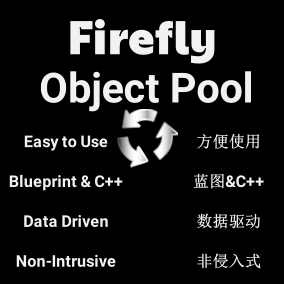 Firefly
Object Pool
Easy to Use 方便使用
Blueprint & C++ 蓝图&C++
Data Driven 数据驱动
Non-Intrusive 非侵入式